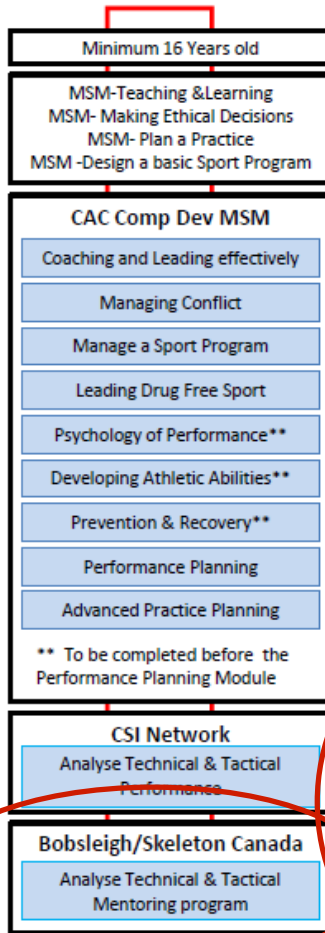 Minimum 16 Years old
MSM-Teaching &Learning
MSM- Making Ethical Decisions
MSM- Plan a Practice
MSM -Design a basic Sport Program
CAC Comp Dev MSM
Coaching and Leading effectively
Managing Conflict
Manage a Sport Program
Leading Drug Free Sport
Psychology of Performance**
Developing Athletic Abilities**
Prevention & Recovery**
Performance Planning
Advanced Practice Planning
** To be completed before the
Performance Planning Module
CSI Network
Analyse Technical & Tactical
Performance
Bobsleigh/Skeleton Canada
Analyse Technical & Tactical
Mentoring program